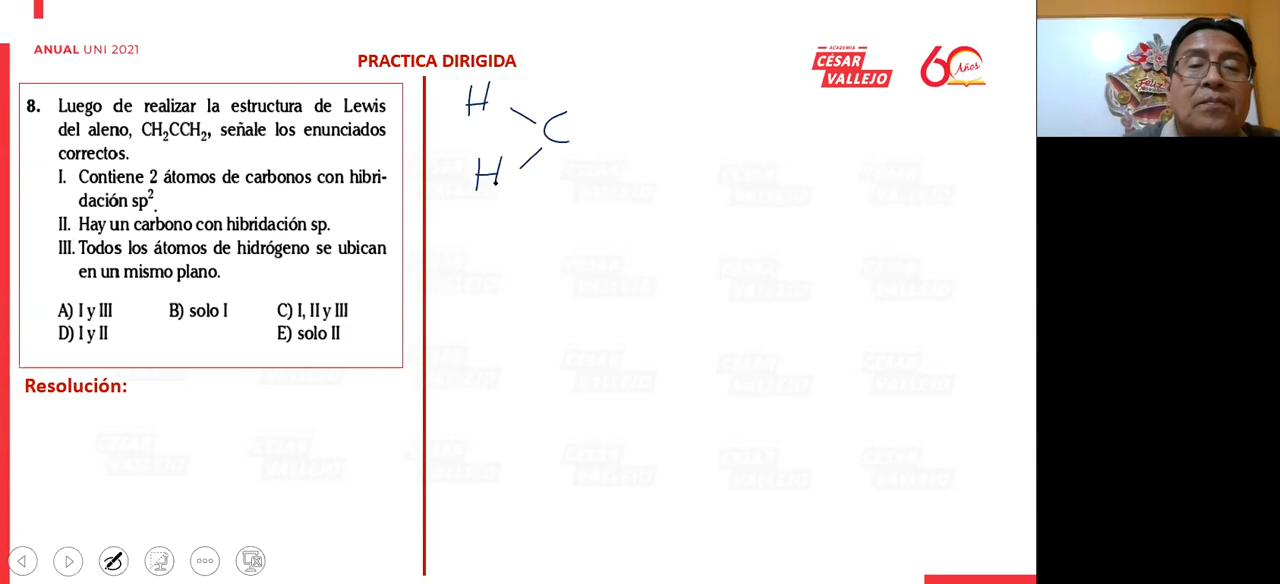 ANUAL UNI 2021
PRACTICA DIRIGIDA
ACADEMIA
CÉSAR
VALLEJO
60
Años
8. Luego de realizar la estructura de Lewis
del aleno, CH₂CCH₂, señale los enunciados
correctos.
I. Contiene 2 átomos de carbonos con hibri-
dación sp².
II. Hay un carbono con hibridación sp.
III. Todos los átomos de hidrógeno se ubican
en un mismo plano.
A) I y III B) solo I C) I, II y III
D) I y II E) solo II
Resolución:
H
C
H